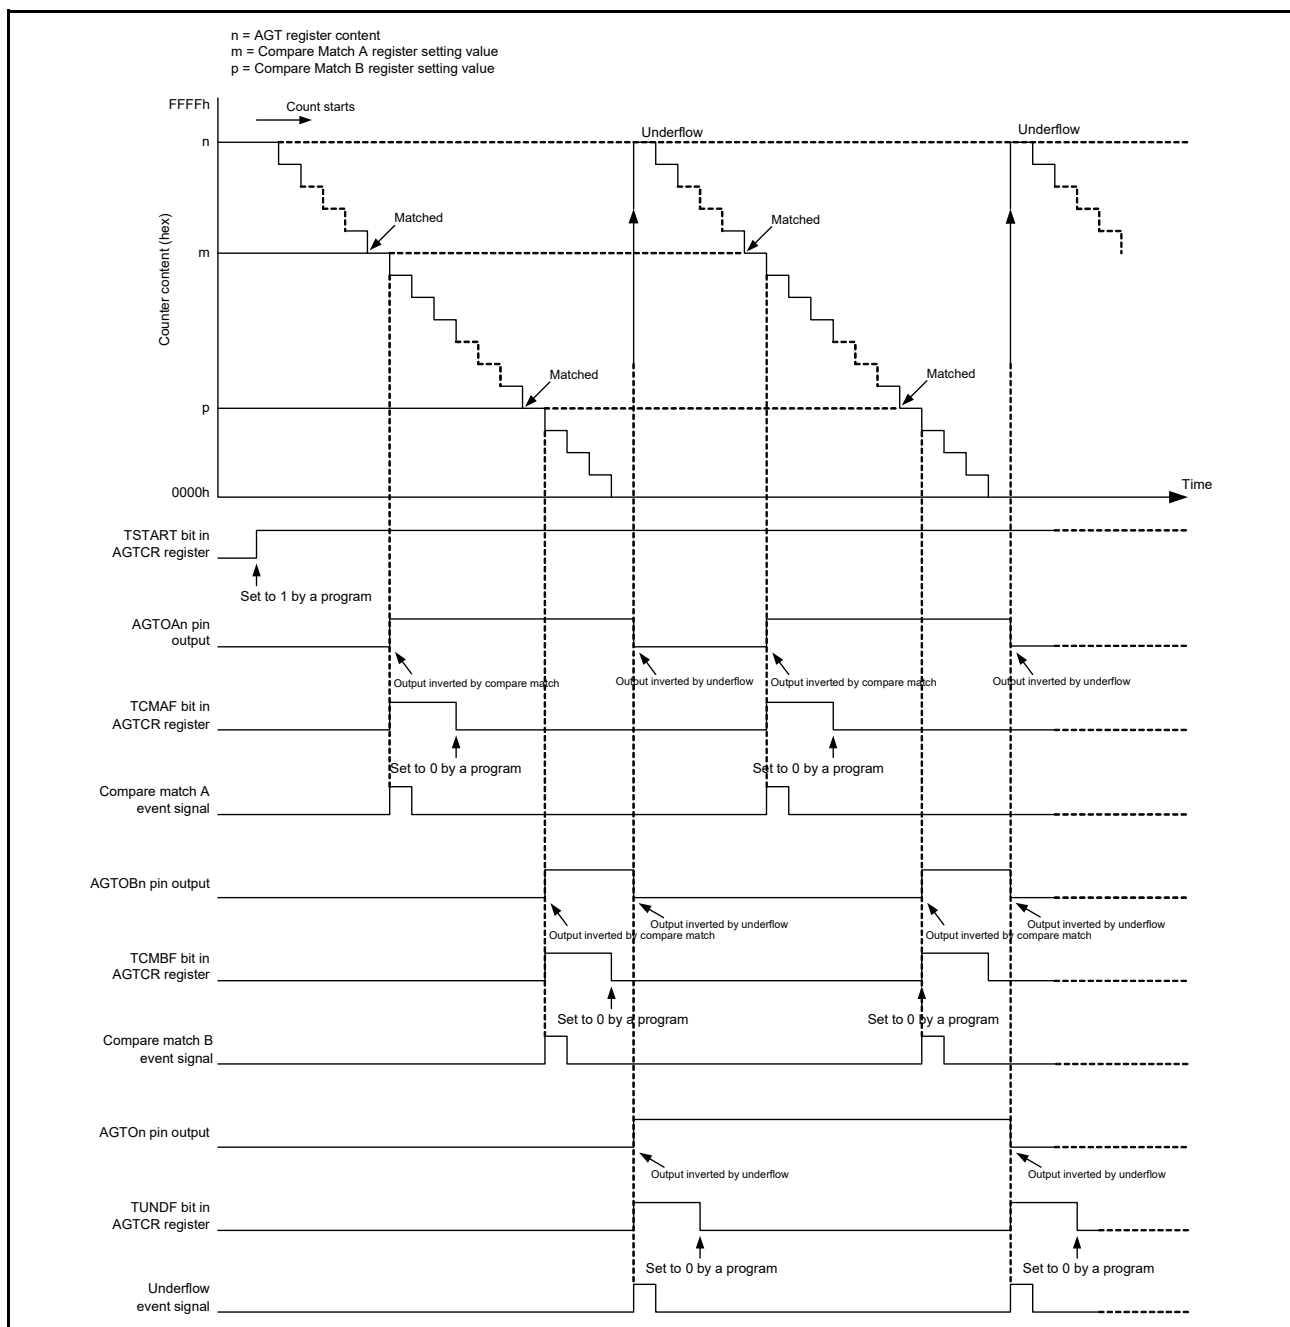 n = AGT register content
m = Compare Match A register setting value
p = Compare Match B register setting value
FFFFh
Count starts
Underflow
Underflow
n
Matched
Matched
m
Counter content (hex)
Matched
Matched
p
0000h
Time
TSTART bit in
AGTCR register
Set to 1 by a program
AGTOAn pin
output
Output inverted by compare match
Output inverted by underflow
Output inverted by compare match
Output inverted by underflow
TCMAF bit in
AGTCR register
Set to 0 by a program
Set to 0 by a program
Compare match A
event signal
AGTOBn pin output
Output inverted by compare match
Output inverted by underflow
Output inverted by compare match
Output inverted by underflow
TCMBF bit in
AGTCR register
Set to 0 by a program
Set to 0 by a program
Compare match B
event signal
AGTOn pin output
Output inverted by underflow
Output inverted by underflow
TUNDF bit in
AGTCR register
Set to 0 by a program
Set to 0 by a program
Underflow
event signal